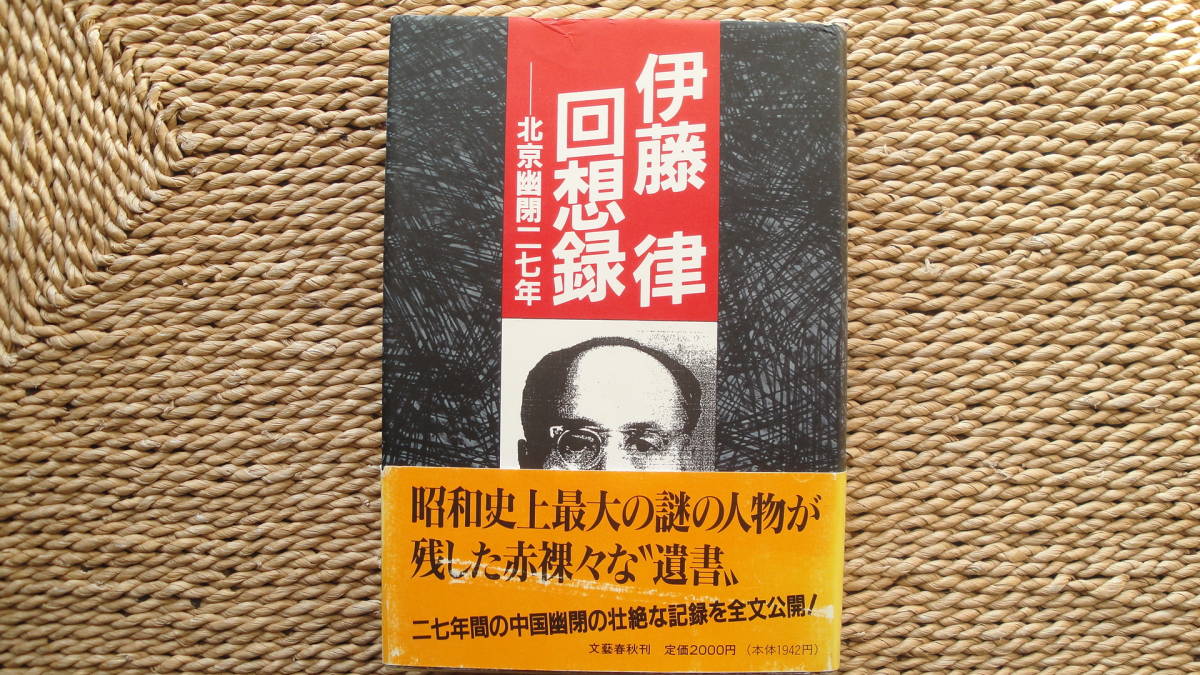 伊藤 律
回想録
──北京幽閉二七年
昭和史上最大の謎の人物が
残した赤裸々な〝遺書〟
二七年間の中国幽閉の壮絶な記録を全文公開!
文藝春秋刊 定価2000円 (本体1942円)